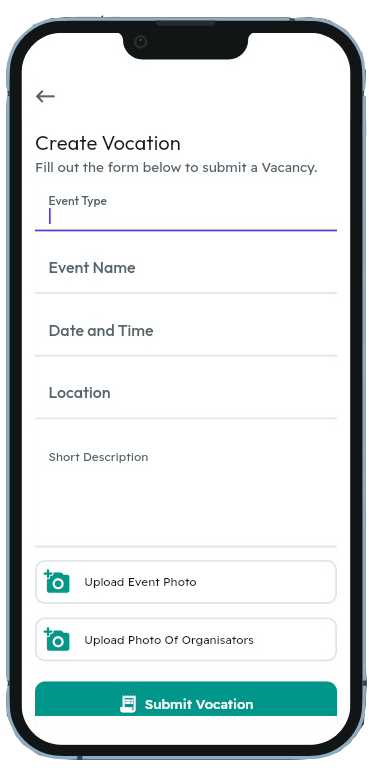 Create Vocation
Fill out the form below to submit a Vacancy.
Event Type
Event Name
Date and Time
Location
Short Description
Upload Event Photo
Upload Photo Of Organisators
Submit Vocation